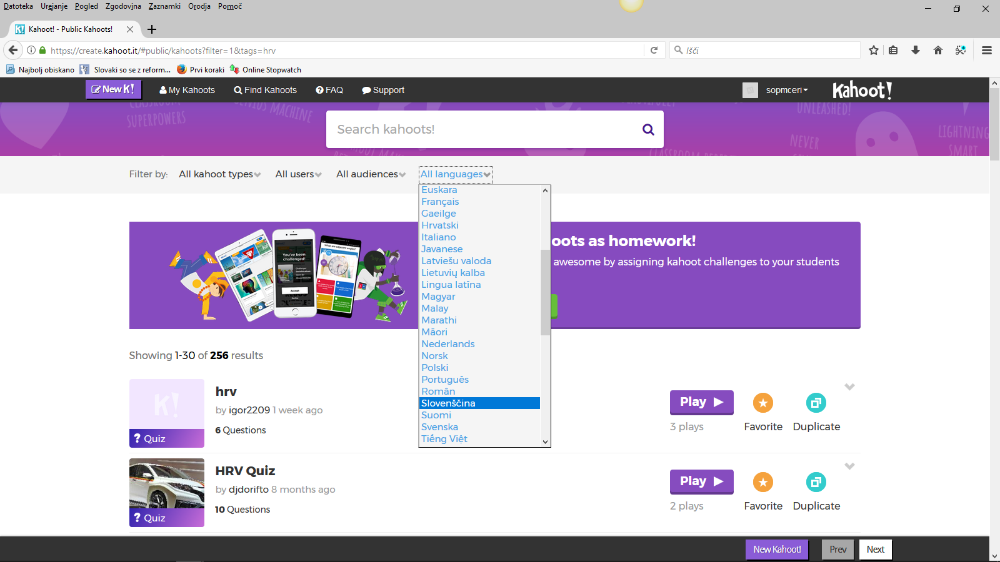 Datoteka Urejanje Pogled Zgodovina Zaznamki Orodja Pomoč
Kahoot! - Public Kahoots!
https://create.kahoot.it/#public/kahoots?filter=1&tags=hrv
Išči
Najbolj obiskano Slovaki so se z reform... Prvi koraki Online Stopwatch
New K! My Kahoots Find Kahoots FAQ Support sopmceri Kahoot!
SUPERPOWERS
GENIUS MACHINE
UNLEASHED!
NEVER
LIGHTNING
SMART
Search kahoots!
Filter by: All kahoot types All users All audiences All languages
Euskara
Français
Gaeilge
Hrvatski
Italiano
Javanese
Latviešu valoda
Lietuvių kalba
Lingua latīna
Magyar
Malay
Marathi
Māori
Nederlands
Norsk
Polski
Português
Român
Slovenščina
Suomi
Svenska
Tiếng Việt
oots as homework!
awesome by assigning kahoot challenges to your students
You've been
challenged!
Accept
What are adjacent angles?
Showing 1-30 of 256 results
K!
? Quiz
hrv
by igor2209 1 week ago
6 Questions
Play
3 plays
Favorite
Duplicate
? Quiz
HRV Quiz
by djdorifto 8 months ago
10 Questions
Play
2 plays
Favorite
Duplicate
New Kahoot! Prev Next